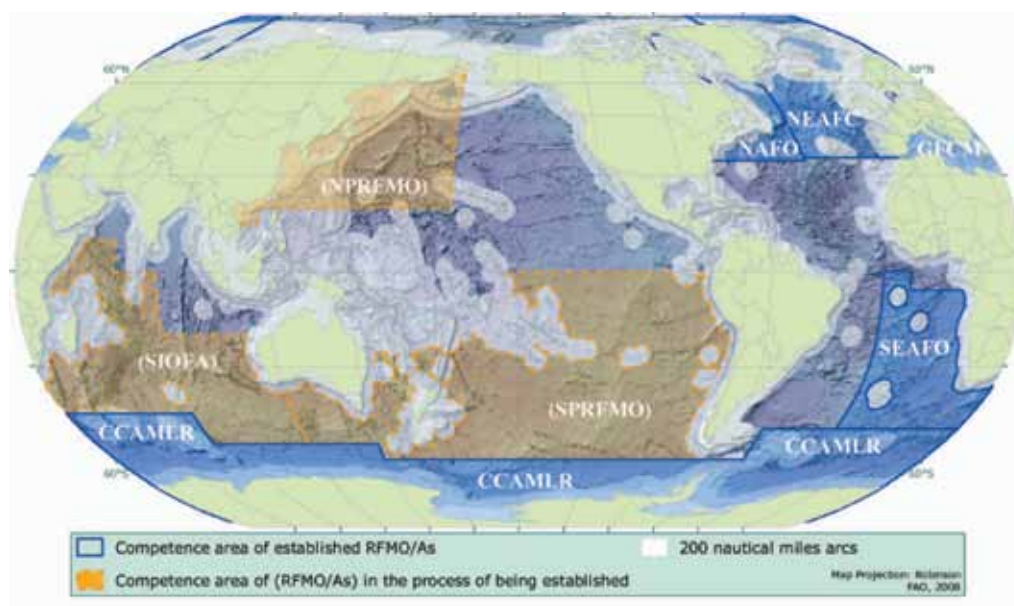 60°N
60°N
NEAFC
NAFO
GFCM
(NPRFMO)
(SIOFA)
SEAFO
(SPRFMO)
CCAMLR
CCAMLR
CCAMLR
60°S
60°S
Competence area of established RFMO/As
200 nautical miles arcs
Competence area of (RFMO/As) in the process of being established
Map Projection: Robinson
FAO, 2008